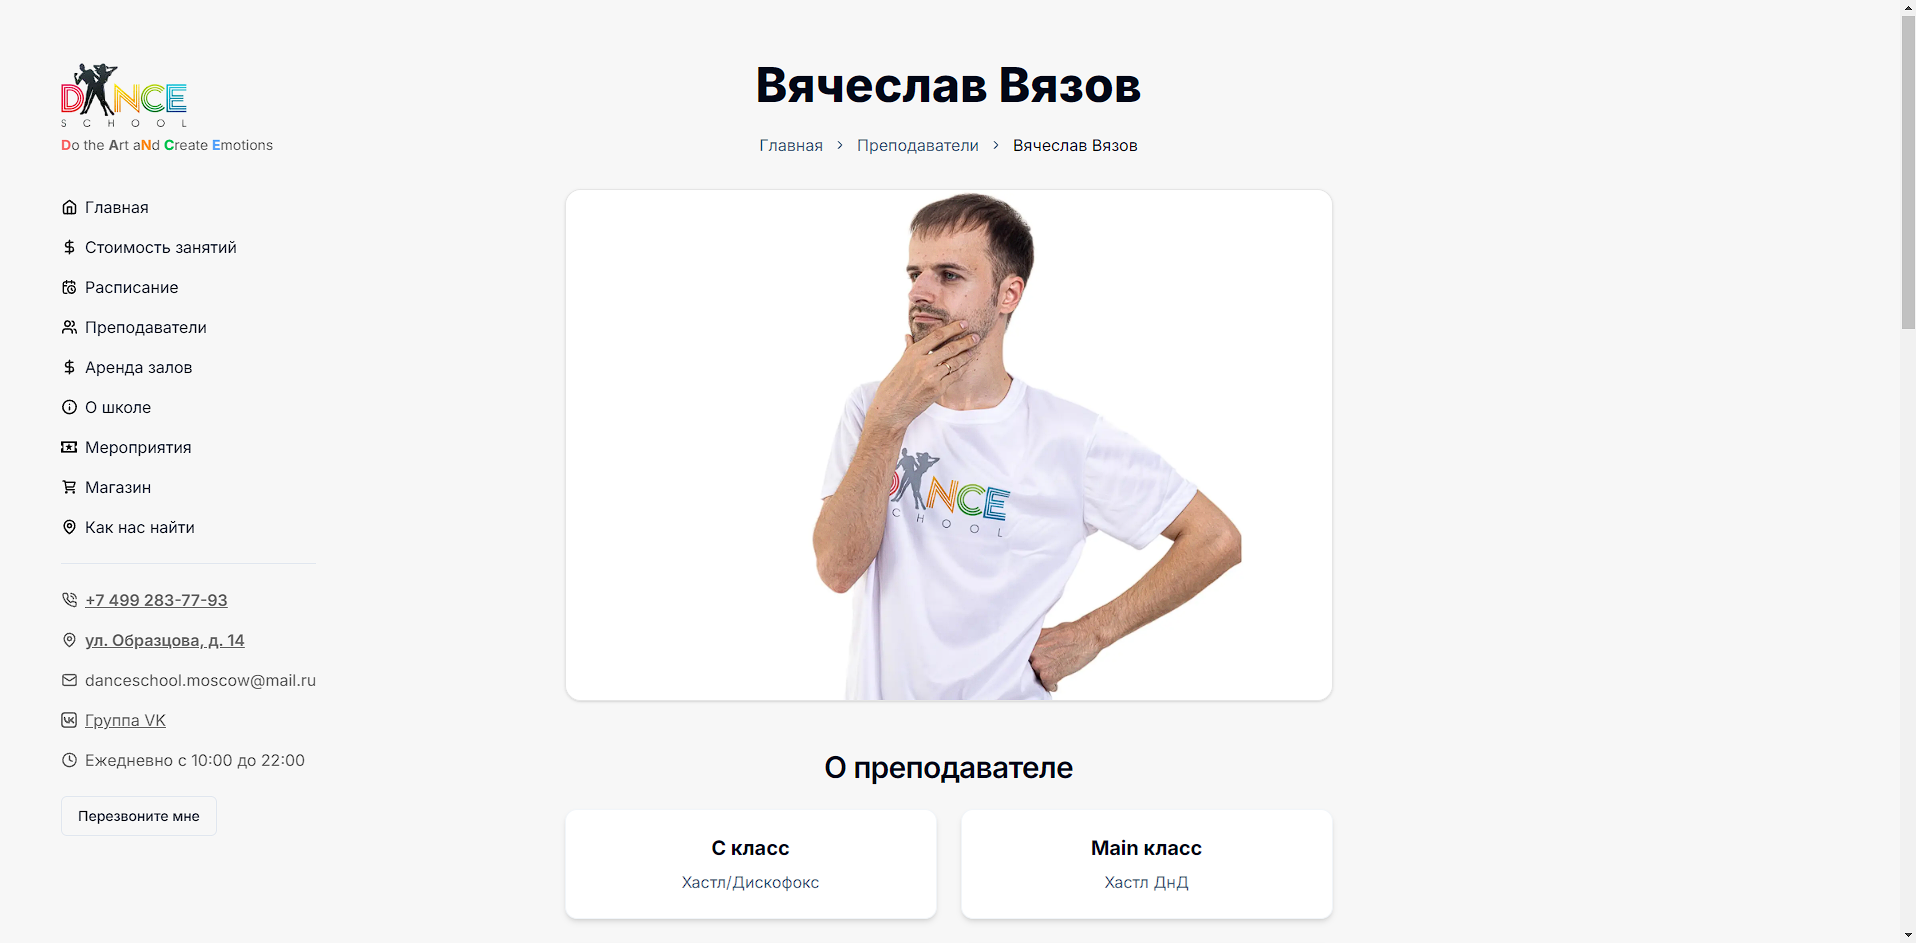 DANCE
SCHOOL
Do the Art aNd Create Emotions
Главная
Стоимость занятий
Расписание
Преподаватели
Аренда залов
О школе
Мероприятия
Магазин
Как нас найти
+7 499 283-77-93
ул. Образцова, д. 14
danceschool.moscow@mail.ru
Группа VK
Ежедневно с 10:00 до 22:00
Перезвоните мне
Вячеслав Вязов
Главная > Преподаватели > Вячеслав Вязов
DANCE
CHOOL
О преподавателе
C класс
Хастл/Дискофокс
Main класс
Хастл ДнД